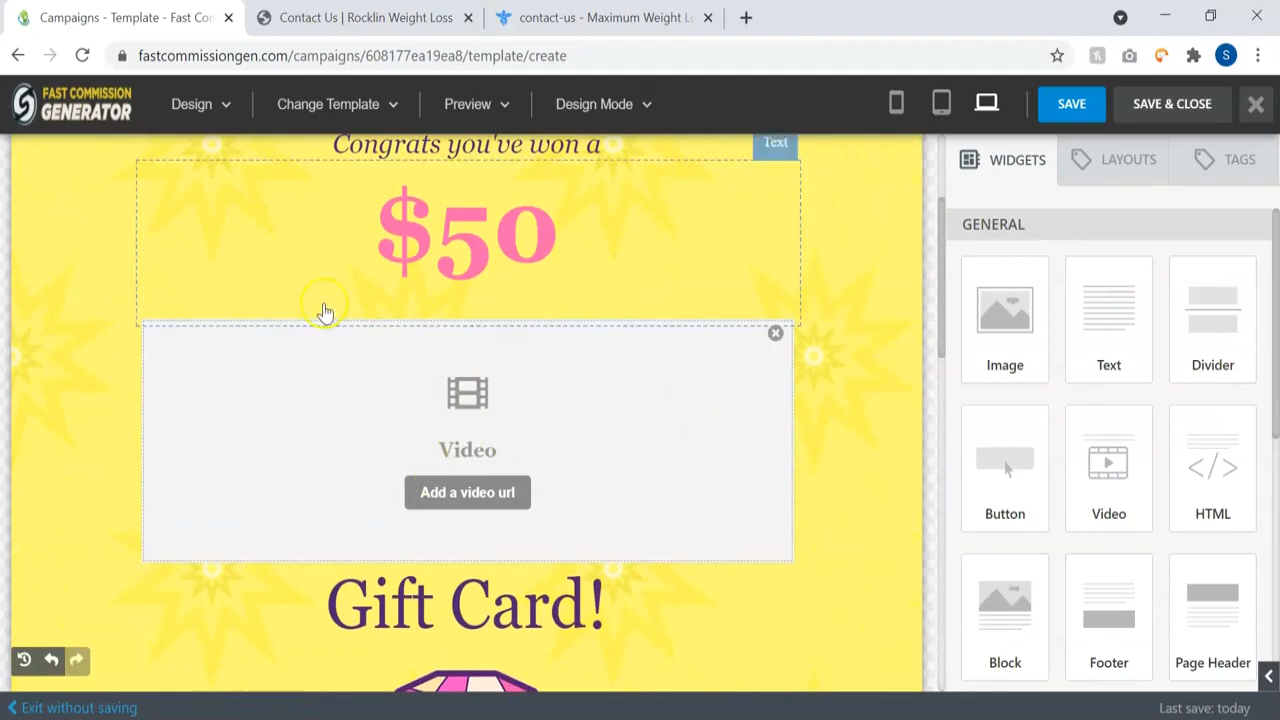 Campaigns - Template - Fast Con
Contact Us | Rocklin Weight Loss
contact-us - Maximum Weight Lo
fastcommissiongen.com/campaigns/608177ea19ea8/template/create
S
FAST COMMISSION
GENERATOR
Design
Change Template
Preview
Design Mode
SAVE
SAVE & CLOSE
Congrats you've won a
Text
$50
WIDGETS
LAYOUTS
TAGS
GENERAL
Image
Text
Divider
Video
Add a video url
Button
Video
HTML
Gift Card!
Block
Footer
Page Header
Exit without saving
Last save: today